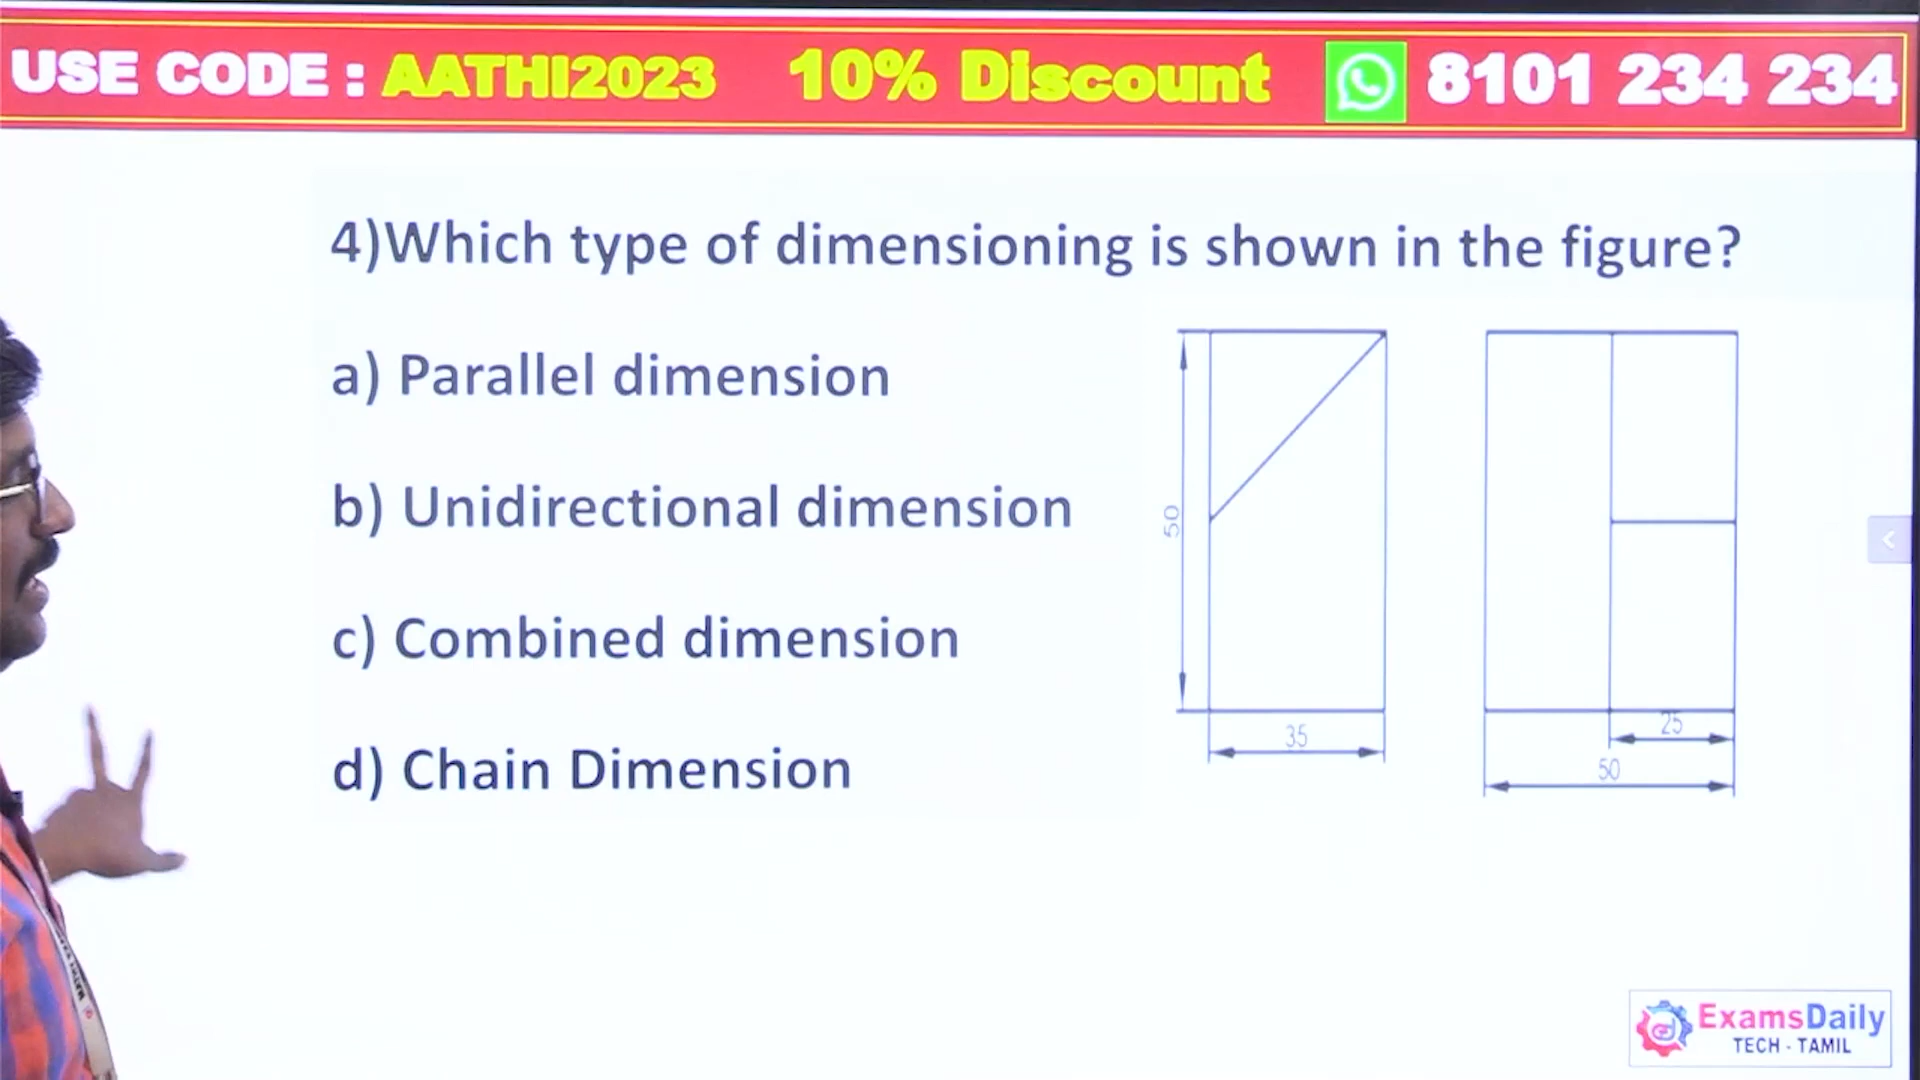 USE CODE : AATHI2023 10% Discount 8101 234 234
4)Which type of dimensioning is shown in the figure?
a) Parallel dimension
b) Unidirectional dimension
c) Combined dimension
d) Chain Dimension
50
35
25
50
ExamsDaily
TECH - TAMIL